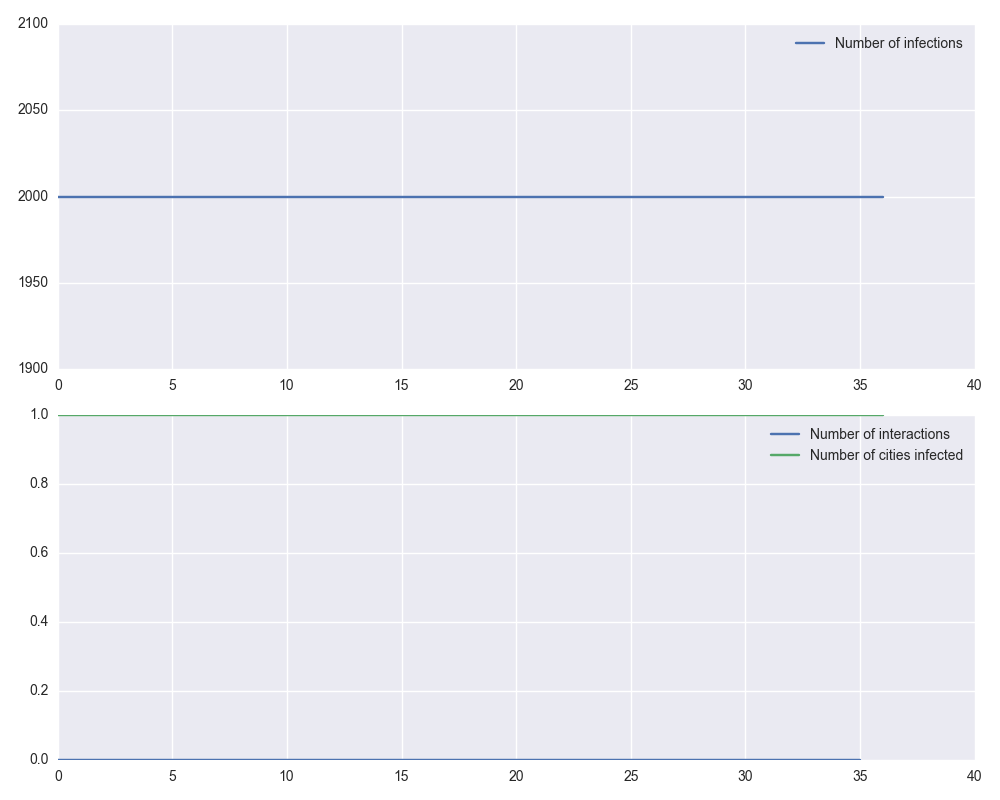 2100
Number of infections
2050
2000
1950
1900
0 5 10 15 20 25 30 35 40
1.0
Number of interactions
Number of cities infected
0.8
0.6
0.4
0.2
0.0
0 5 10 15 20 25 30 35 40